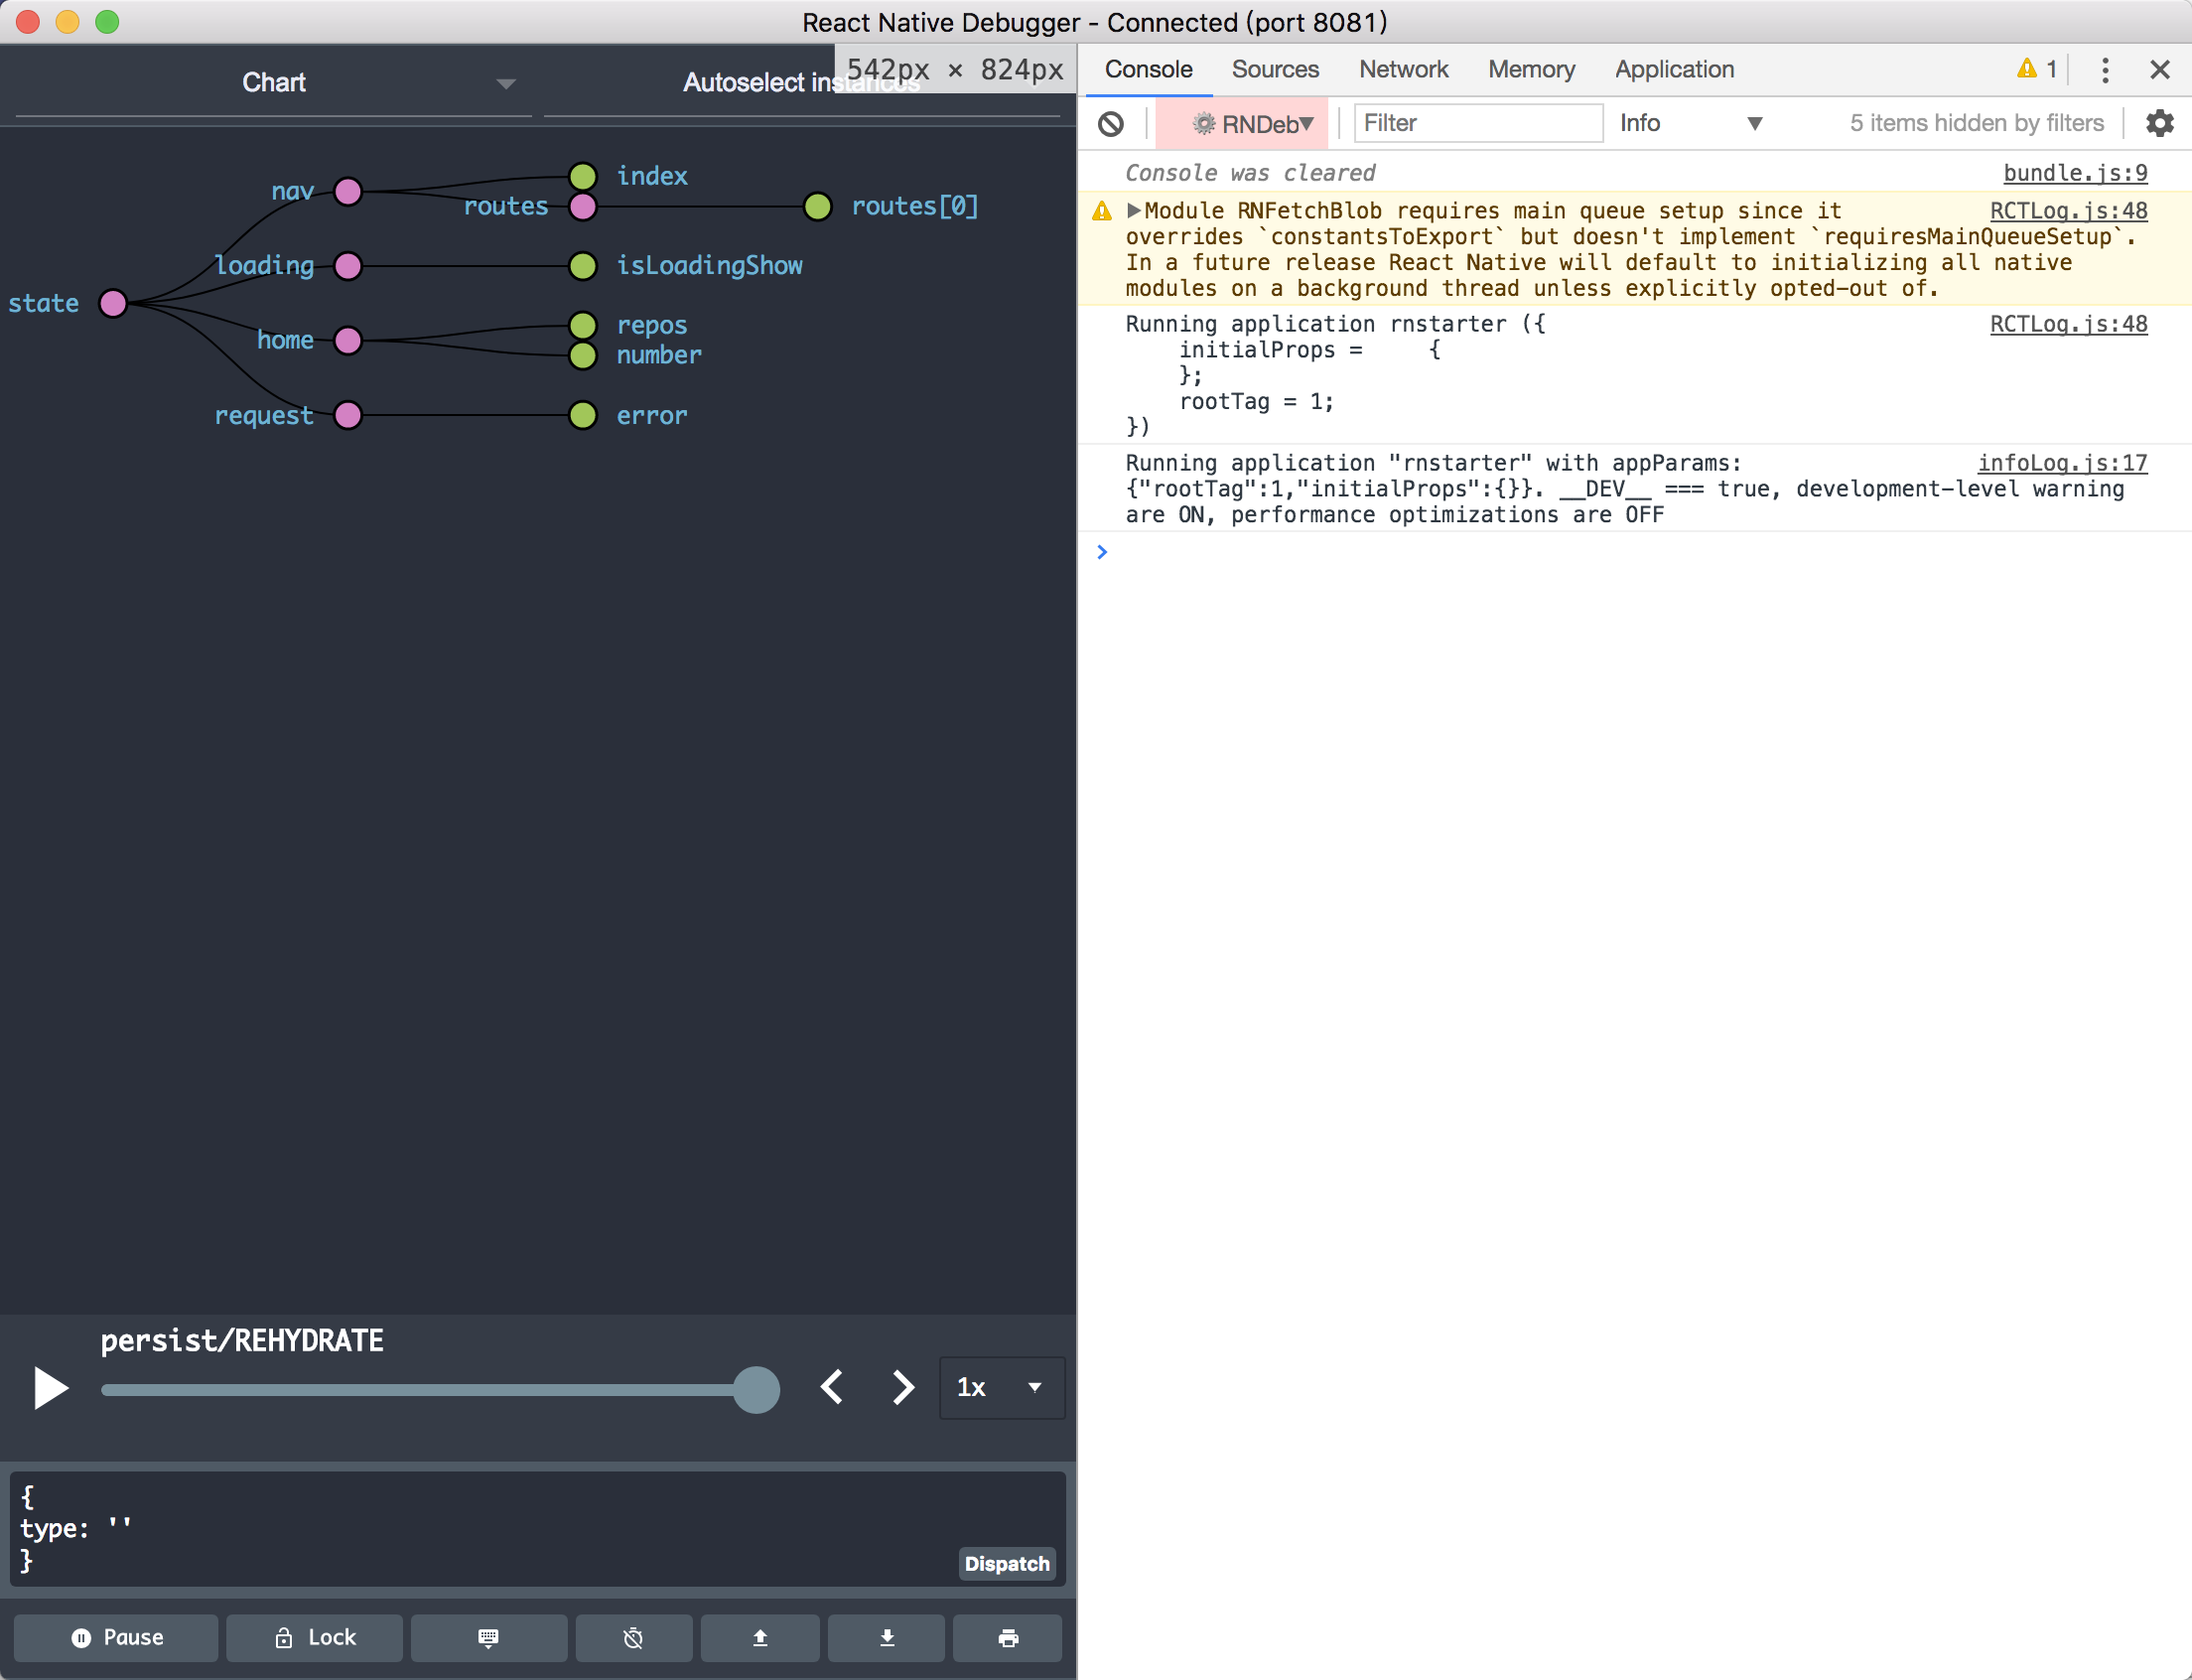 React Native Debugger - Connected (port 8081)
Chart
Autoselect instances
542px × 824px
state
nav
loading
home
request
index
routes
routes[0]
isLoadingShow
repos
number
error
persist/REHYDRATE
1x
{
type: ''
}
Dispatch
Pause
Lock
Console Sources Network Memory Application
1
RNDeb
Filter
Info
5 items hidden by filters
Console was cleared
bundle.js:9
Module RNFetchBlob requires main queue setup since it
RCTLog.js:48
overrides `constantsToExport` but doesn't implement `requiresMainQueueSetup`.
In a future release React Native will default to initializing all native
modules on a background thread unless explicitly opted-out of.
Running application rnstarter ({
RCTLog.js:48
initialProps =     {
};
rootTag = 1;
})
Running application "rnstarter" with appParams:
infoLog.js:17
{"rootTag":1,"initialProps":{}}. __DEV__ === true, development-level warning
are ON, performance optimizations are OFF